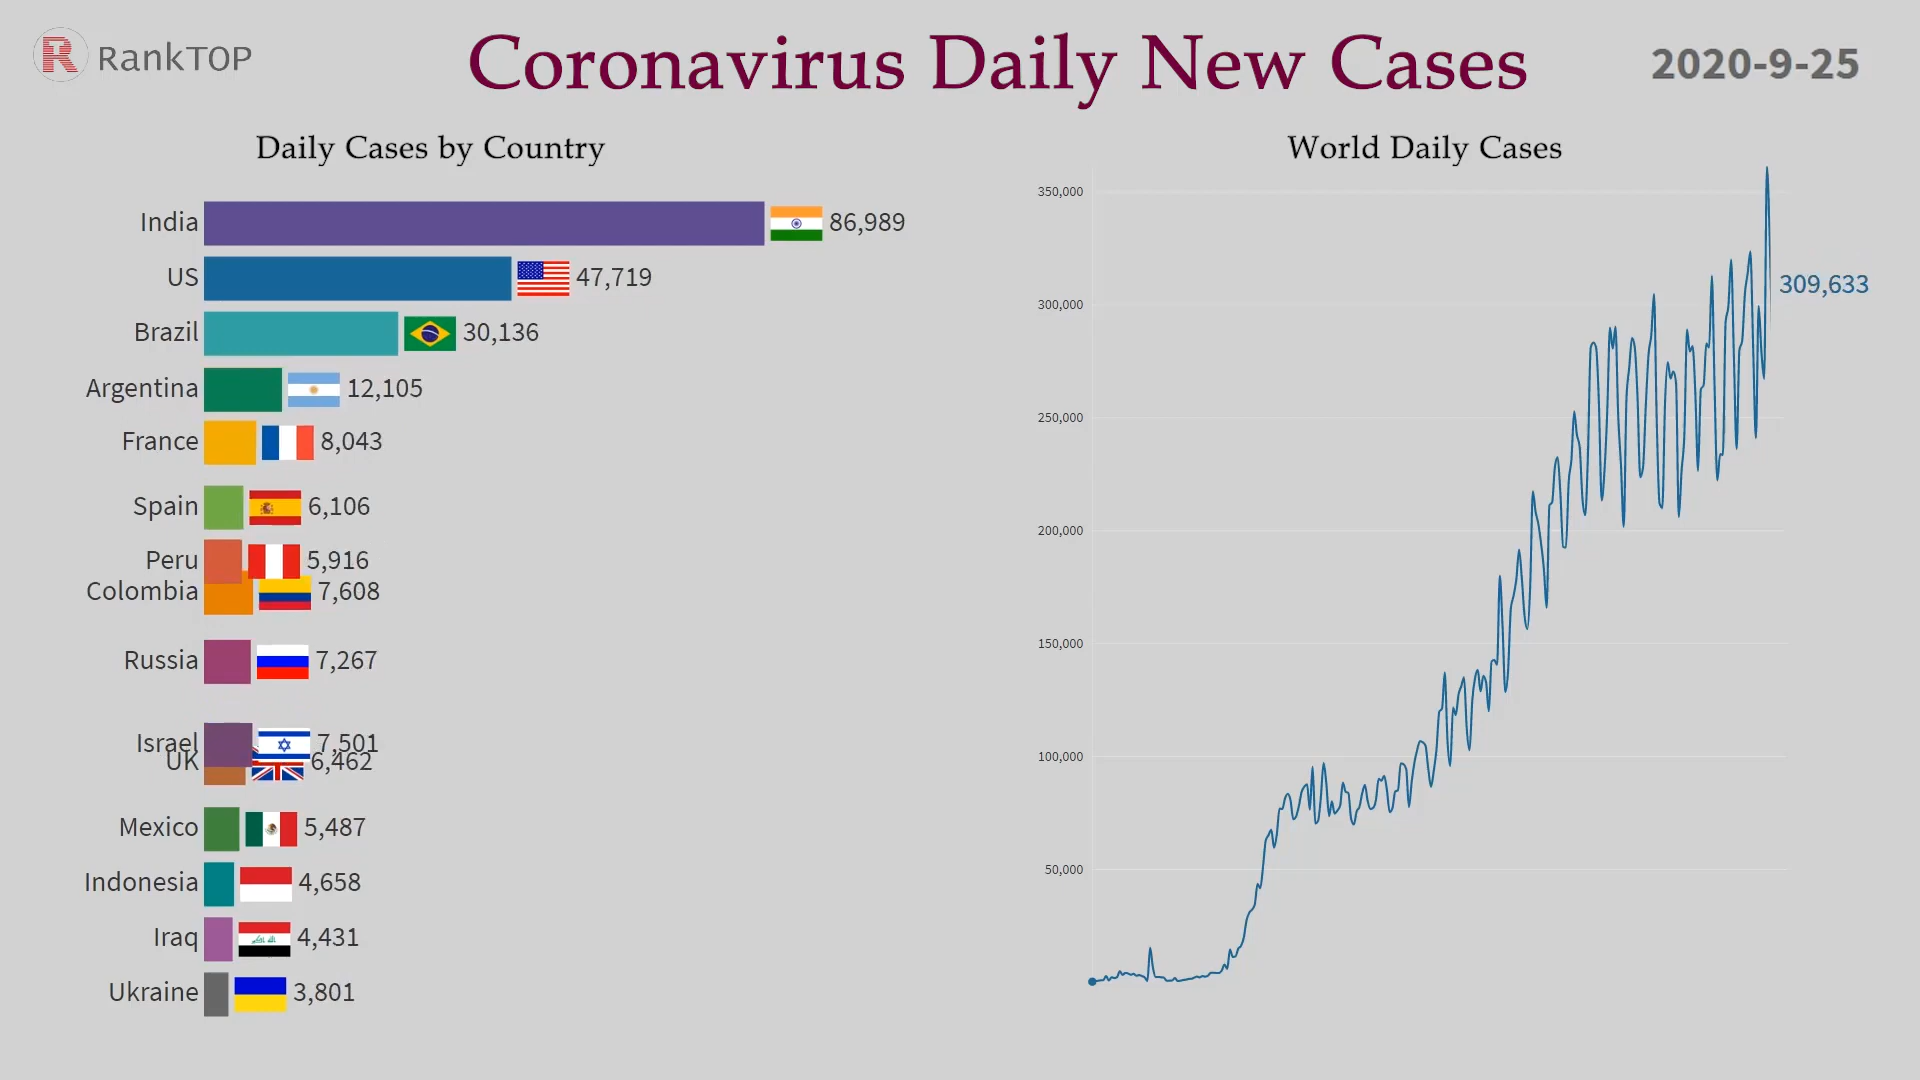 RankTOP
Coronavirus Daily New Cases
2020-9-25
Daily Cases by Country
India 86,989
US 47,719
Brazil 30,136
Argentina 12,105
France 8,043
Spain 6,106
Peru 5,916
Colombia 7,608
Russia 7,267
Israel 7,501
UK 6,462
Mexico 5,487
Indonesia 4,658
Iraq 4,431
Ukraine 3,801
World Daily Cases
350,000
309,633
300,000
250,000
200,000
150,000
100,000
50,000